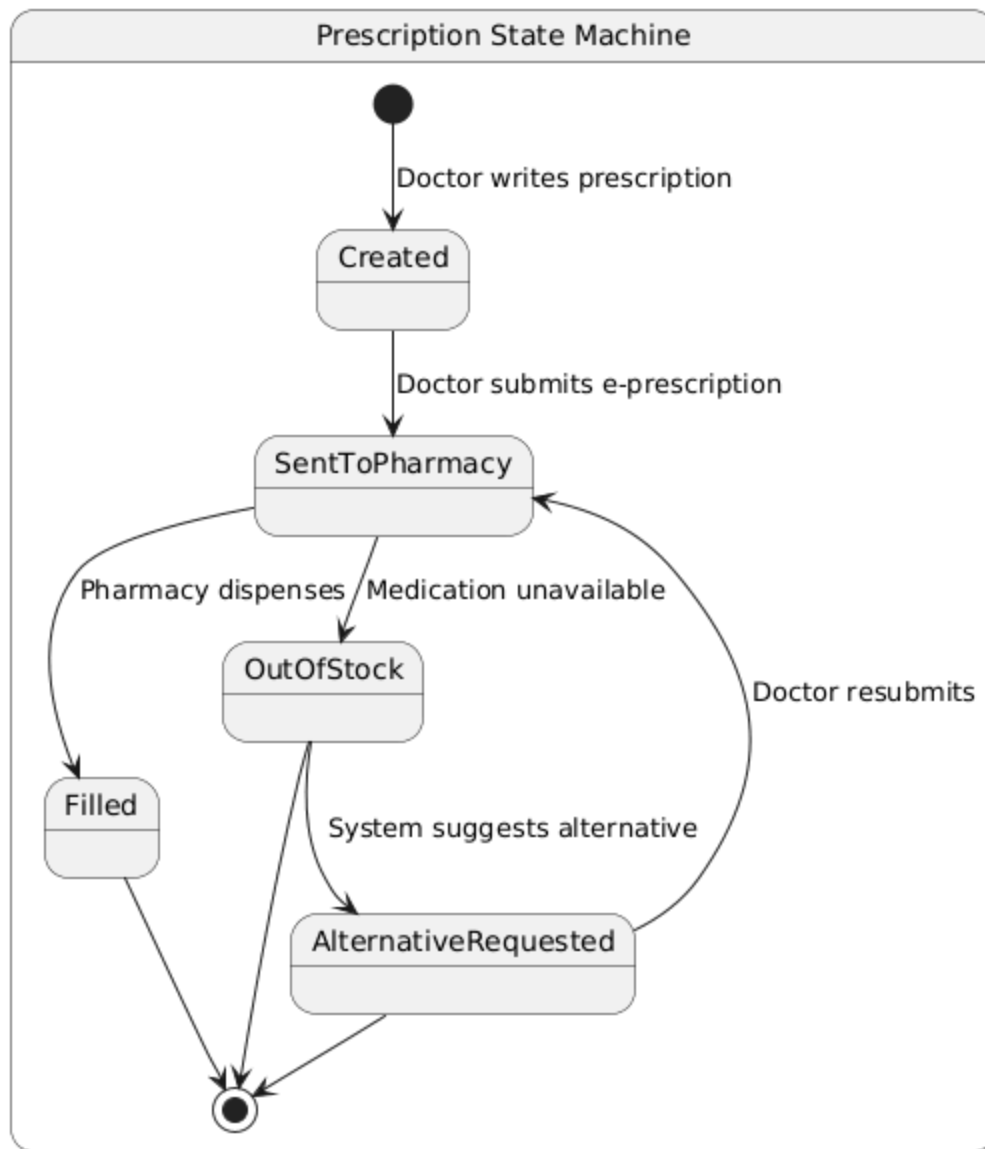 Prescription State Machine
Doctor writes prescription
Created
Doctor submits e-prescription
SentToPharmacy
Pharmacy dispenses
Medication unavailable
OutOfStock
Doctor resubmits
Filled
System suggests alternative
AlternativeRequested